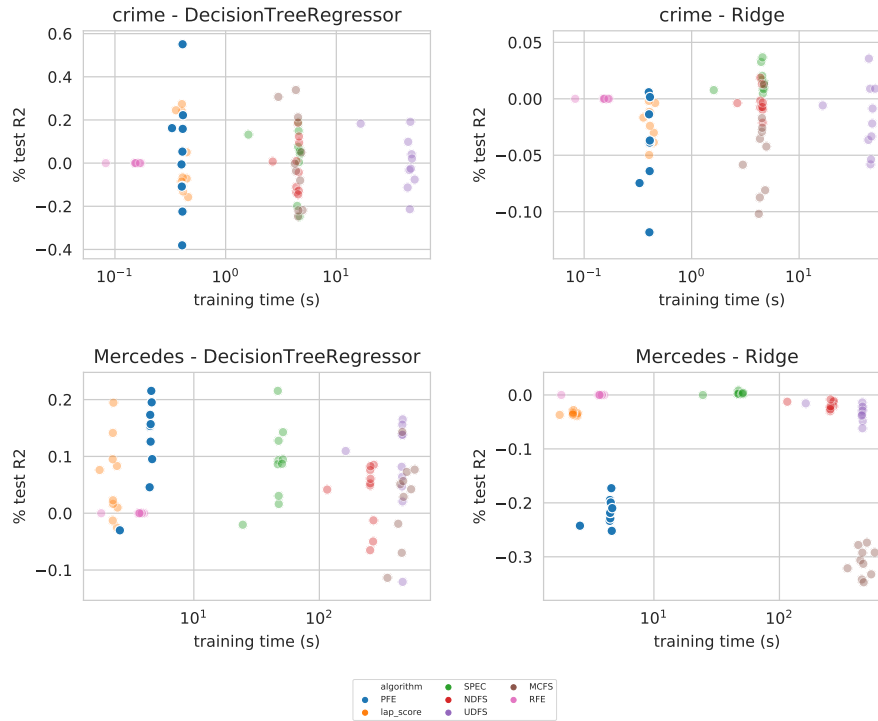 crime - DecisionTreeRegressor
0.6
0.4
0.2
0.0
−0.2
−0.4
% test R2
10⁻¹ 10⁰ 10¹
training time (s)
crime - Ridge
0.05
0.00
−0.05
−0.10
% test R2
10⁻¹ 10⁰ 10¹
training time (s)
Mercedes - DecisionTreeRegressor
0.2
0.1
0.0
−0.1
% test R2
10¹ 10²
training time (s)
Mercedes - Ridge
0.0
−0.1
−0.2
−0.3
% test R2
10¹ 10²
training time (s)
algorithm SPEC MCFS
PFE NDFS RFE
lap_score UDFS